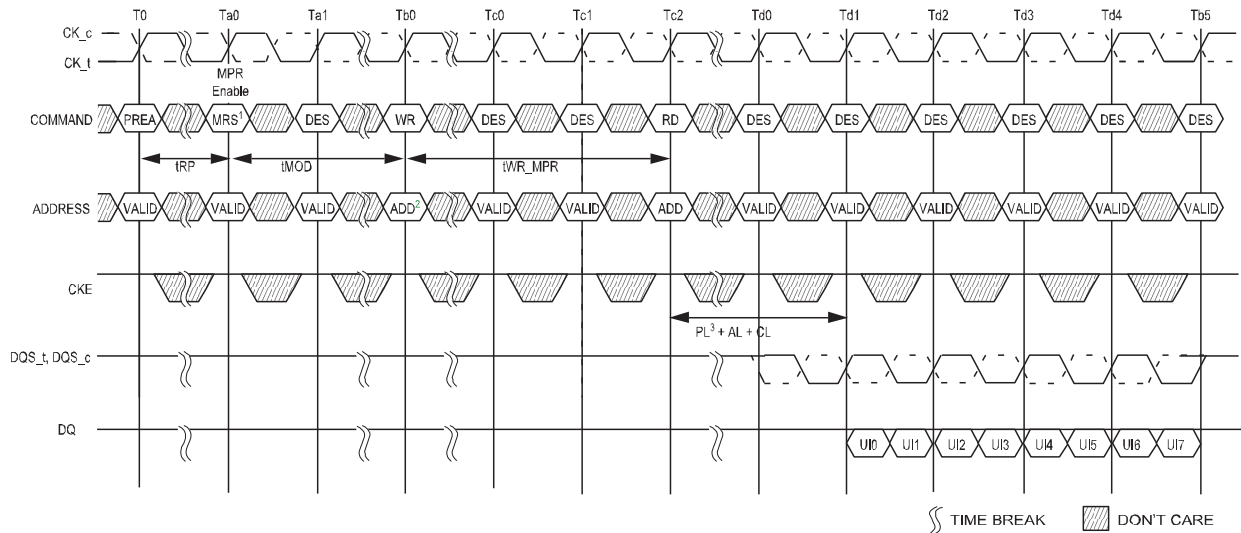 T0 Ta0 Ta1 Tb0 Tc0 Tc1 Tc2 Td0 Td1 Td2 Td3 Td4 Tb5
CK_c
CK_t
MPR
Enable
COMMAND PREA MRS¹ DES WR DES DES RD DES DES DES DES DES DES
tRP tMOD tWR_MPR
ADDRESS VALID VALID VALID ADD² VALID VALID ADD VALID VALID VALID VALID VALID VALID
CKE
PL³ + AL + CL
DQS_t, DQS_c
DQ UI0 UI1 UI2 UI3 UI4 UI5 UI6 UI7
TIME BREAK DON'T CARE